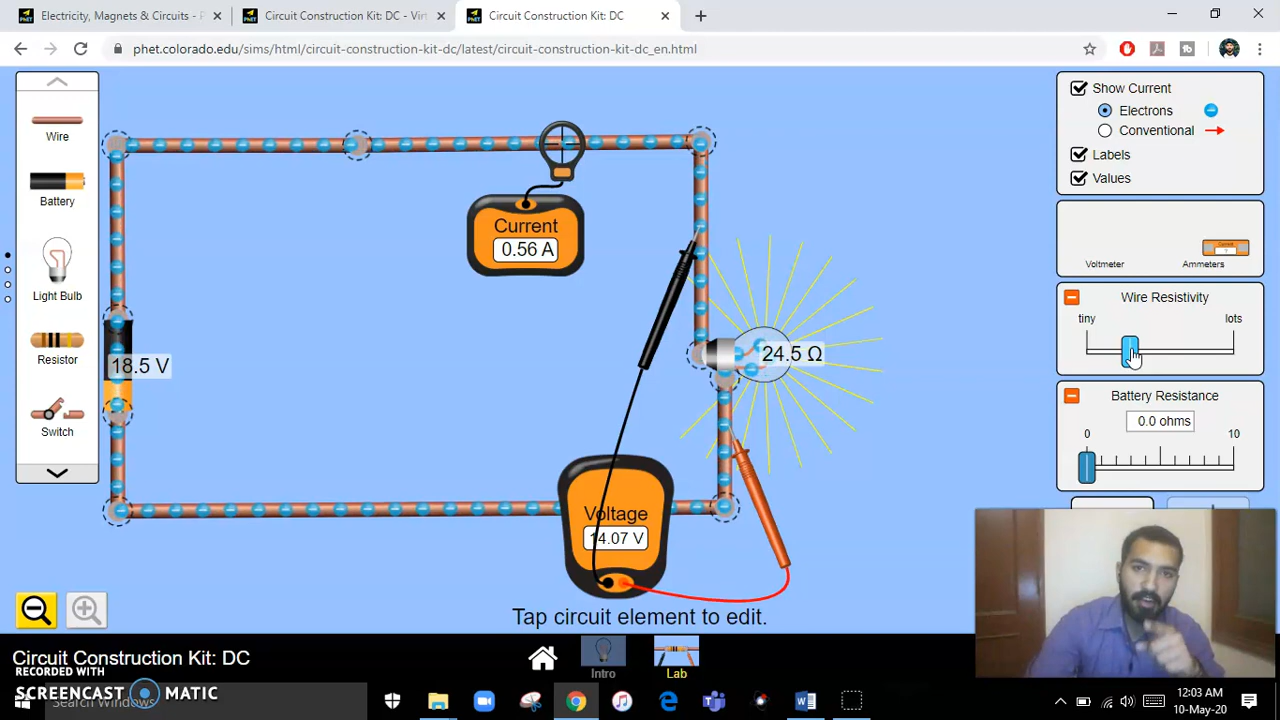 Electricity, Magnets & Circuits - P
Circuit Construction Kit: DC - Virt
Circuit Construction Kit: DC
phet.colorado.edu/sims/html/circuit-construction-kit-dc/latest/circuit-construction-kit-dc_en.html
Wire
Battery
Light Bulb
Resistor
Switch
Current
0.56 A
18.5 V
24.5 Ω
Voltage
14.07 V
Tap circuit element to edit.
Show Current
Electrons
Conventional
Labels
Values
Voltmeter
Ammeters
Current
Wire Resistivity
tiny
lots
Battery Resistance
0.0 ohms
0
10
Circuit Construction Kit: DC
Intro
Lab
RECORDED WITH
SCREENCAST MATIC
Search Windows
12:03 AM
10-May-20